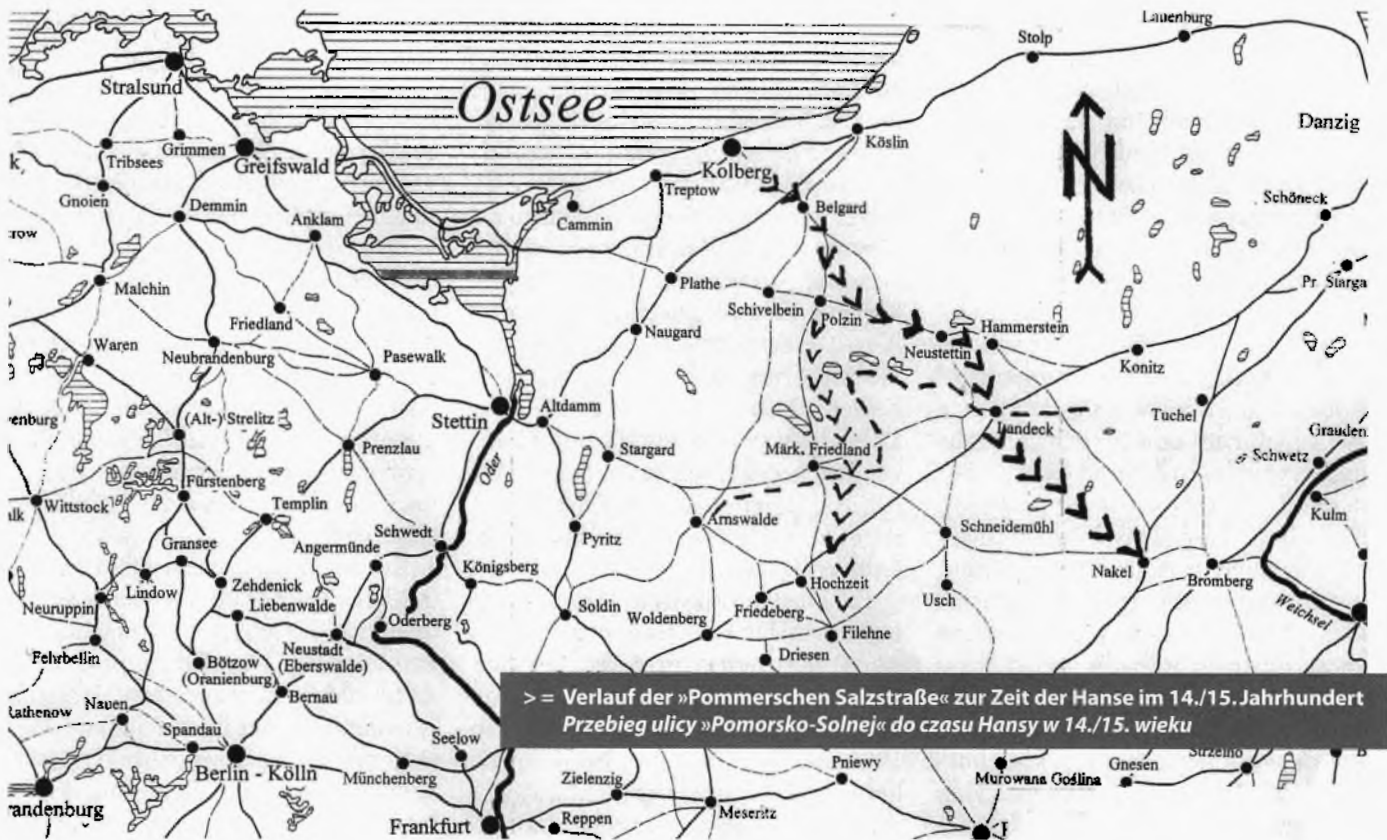 Lauenburg
Stolp
Stralsund
Ostsee
Danzig
Tribsees
Grimmen
Greifswald
Kolberg
Köslin
Treptow
Gnoien
Demmin
Anklam
Cammin
Belgard
Schöneck
Malchin
Plathe
Schivelbein
Polzin
Pr. Starga
Friedland
Naugard
Hammerstein
Waren
Neubrandenburg
Pasewalk
Neustettin
Konitz
(Alt-) Strelitz
Stettin
Altdamm
Landeck
Tuchel
Prenzlau
Oder
Stargard
Märk. Friedland
Grauden
Schwetz
Fürstenberg
Wittstock
Templin
Arnswalde
Schneidemühl
Kulm
Gransee
Angermünde
Schwedt
Pyritz
Königsberg
Nakel
Bromberg
Weichsel
Neuruppin
Lindow
Zehdenick
Liebenwalde
Hochzeit
Friedeberg
Usch
Soldin
Woldenberg
Filehne
Oderberg
Fehrbellin
Bötzow
(Oranienburg)
Neustadt
(Eberswalde)
Driesen
Bernau
Nauen
Rathenow
Spandau
> = Verlauf der »Pommerschen Salzstraße« zur Zeit der Hanse im 14./15. Jahrhundert
Przebieg ulicy »Pomorsko-Solnej« do czasu Hansy w 14./15. wieku
Seelow
Berlin - Kölln
Münchenberg
Zielenzig
Pniewy
Murowana Goślina
Gnesen
Strzelno
randenburg
Frankfurt
Reppen
Meseritz